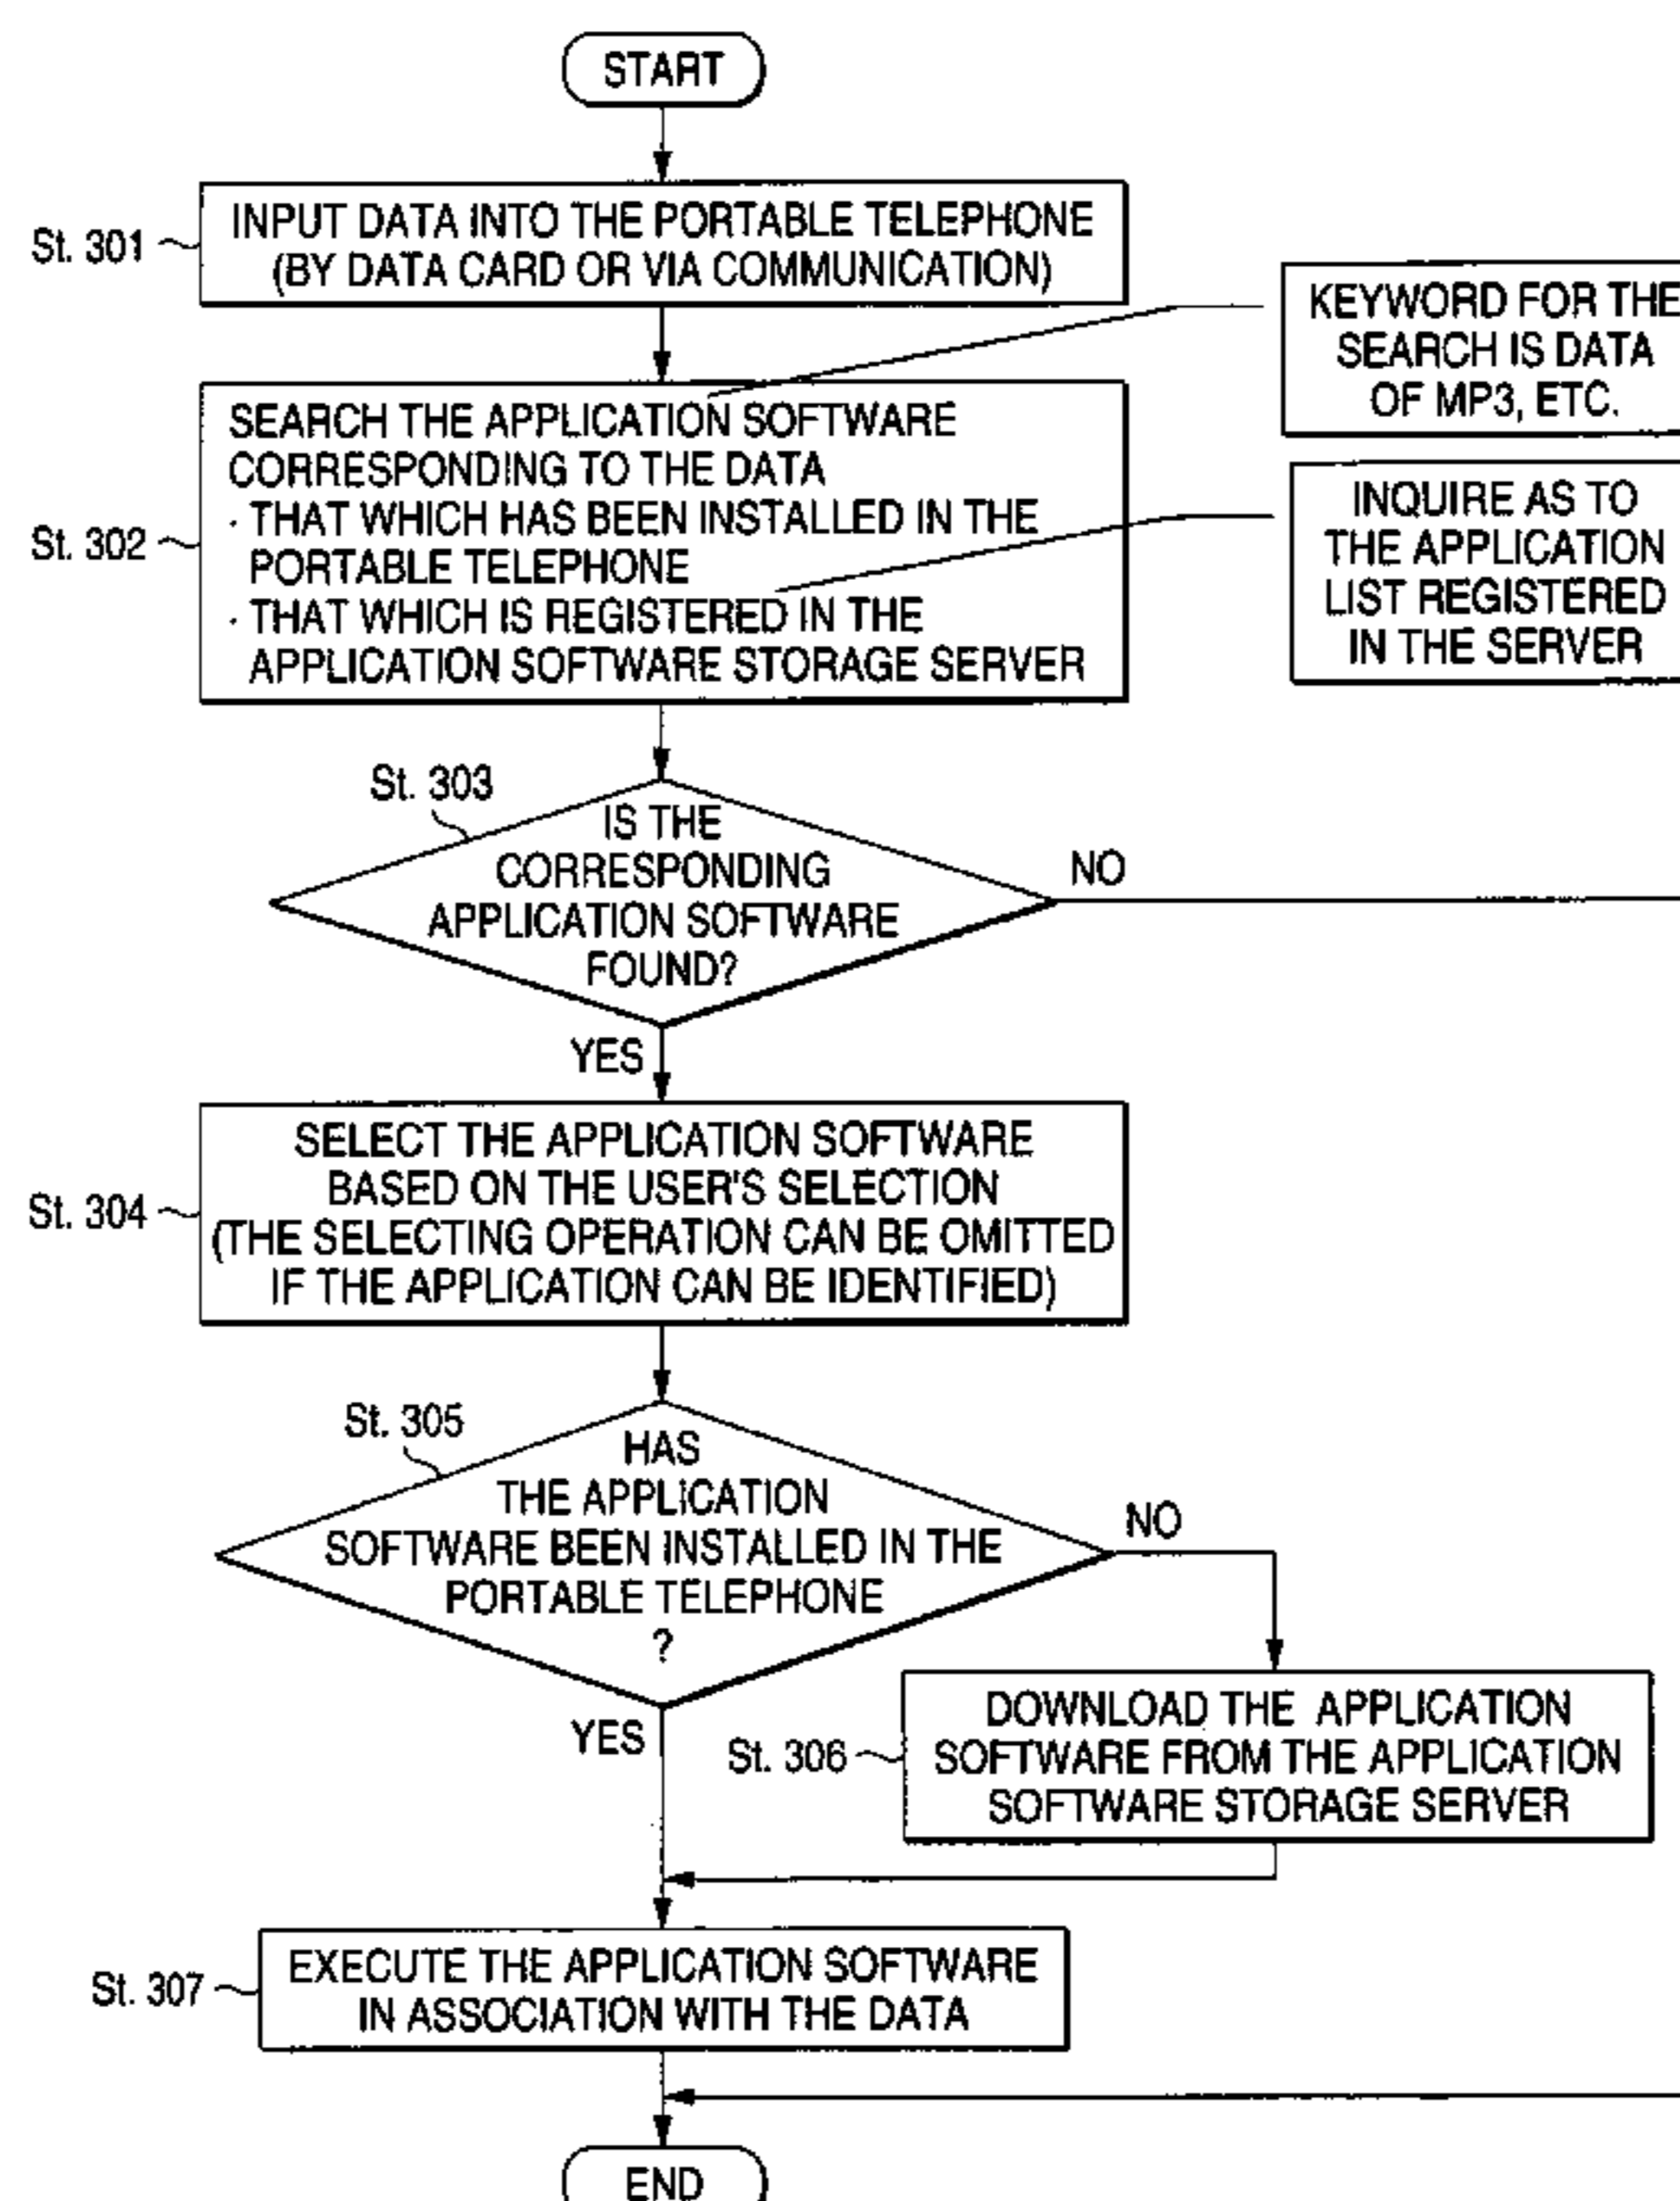 START
St. 301
INPUT DATA INTO THE PORTABLE TELEPHONE
(BY DATA CARD OR VIA COMMUNICATION)
KEYWORD FOR THE
SEARCH IS DATA
OF MP3, ETC.
St. 302
SEARCH THE APPLICATION SOFTWARE
CORRESPONDING TO THE DATA
· THAT WHICH HAS BEEN INSTALLED IN THE
PORTABLE TELEPHONE
· THAT WHICH IS REGISTERED IN THE
APPLICATION SOFTWARE STORAGE SERVER
INQUIRE AS TO
THE APPLICATION
LIST REGISTERED
IN THE SERVER
St. 303
IS THE
CORRESPONDING
APPLICATION SOFTWARE
FOUND?
NO
YES
St. 304
SELECT THE APPLICATION SOFTWARE
BASED ON THE USER'S SELECTION
(THE SELECTING OPERATION CAN BE OMITTED
IF THE APPLICATION CAN BE IDENTIFIED)
St. 305
HAS
THE APPLICATION
SOFTWARE BEEN INSTALLED IN THE
PORTABLE TELEPHONE
?
NO
YES
St. 306
DOWNLOAD THE APPLICATION
SOFTWARE FROM THE APPLICATION
SOFTWARE STORAGE SERVER
St. 307
EXECUTE THE APPLICATION SOFTWARE
IN ASSOCIATION WITH THE DATA
END